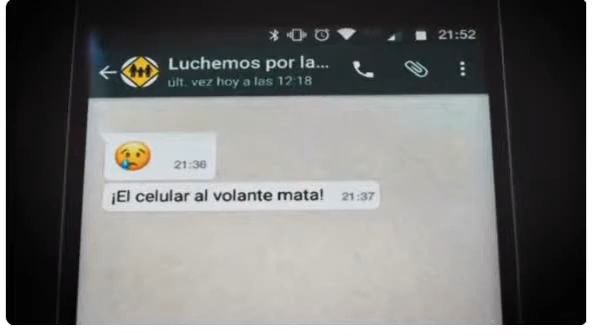 21:52
Luchemos por la...
últ. vez hoy a las 12:18
21:36
¡El celular al volante mata! 21:37